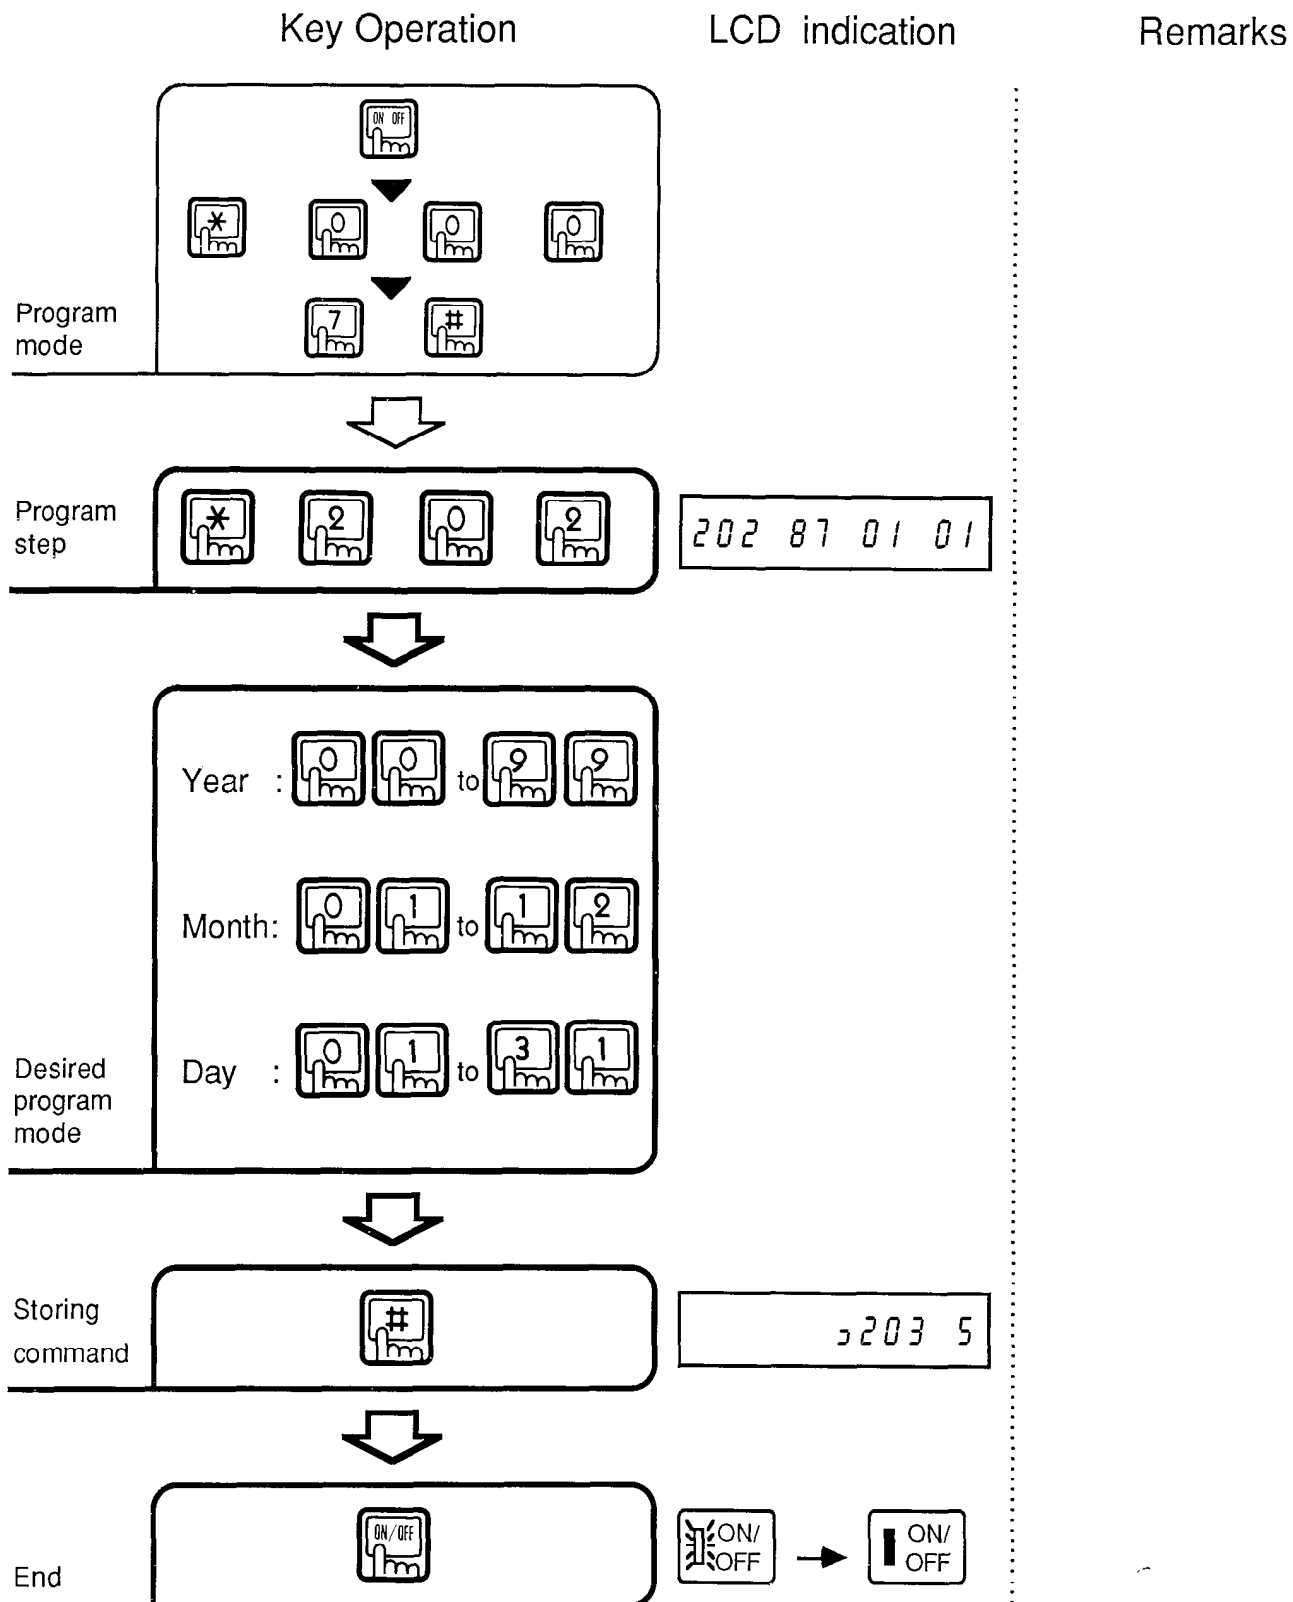 Key Operation LCD indication Remarks
ON OFF
* 0 0 0
7 #
Program
mode
Program
step
* 2 0 2
202 87 01 01
Year : 0 0 to 9 9
Month: 0 1 to 1 2
Day : 0 1 to 3 1
Desired
program
mode
Storing
command
#
ɔ203 5
ON/OFF
ON/
OFF
ON/
OFF
End